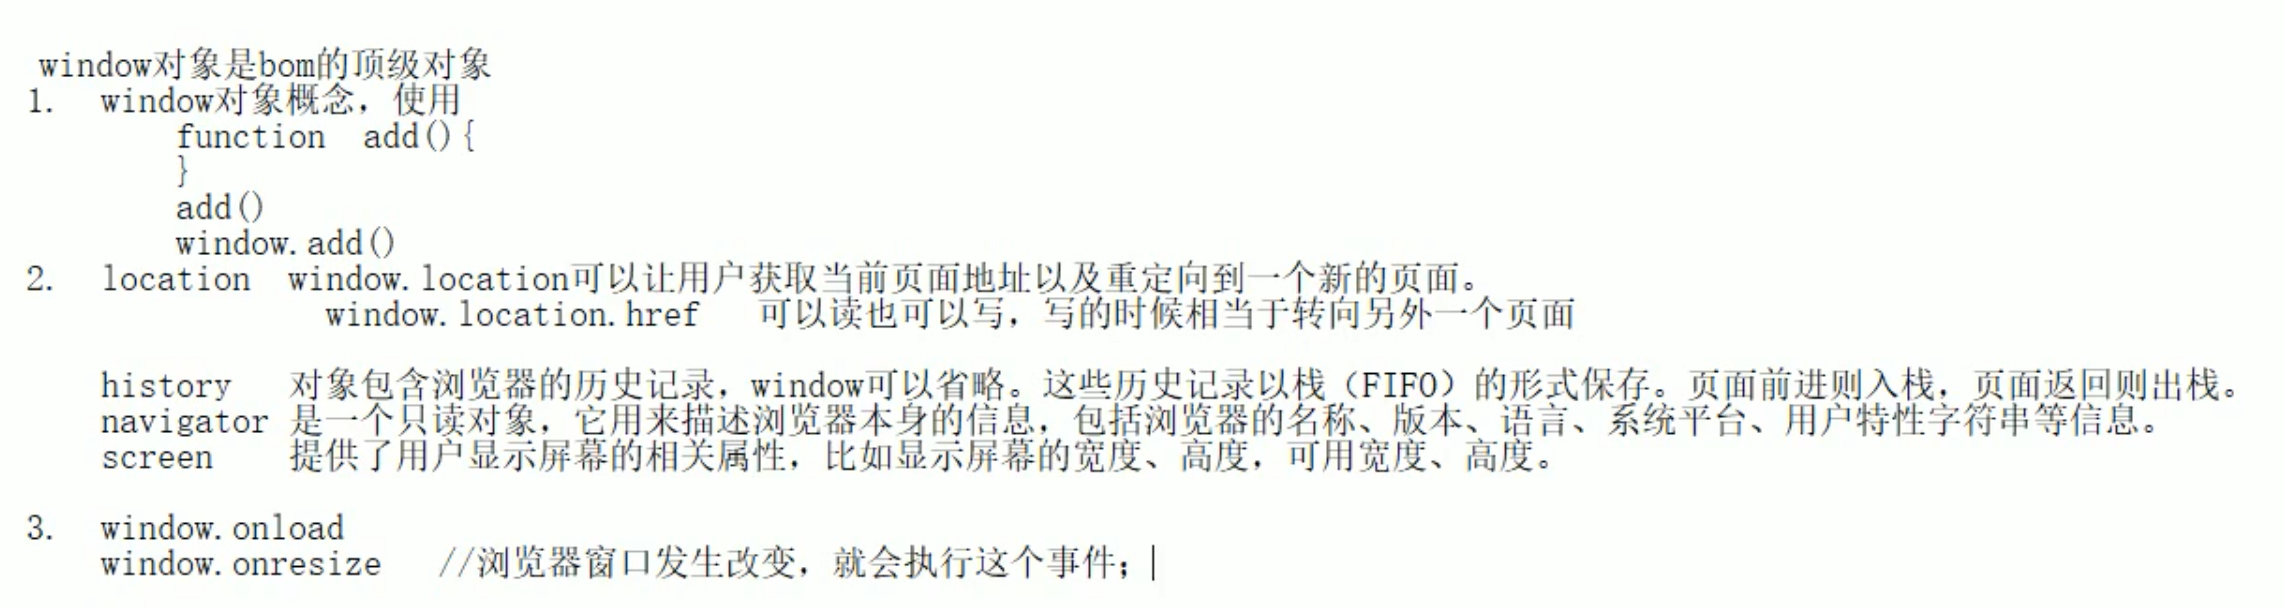 window对象是bom的顶级对象
1. window对象概念，使用
function add(){
}
add()
window.add()
2. location window.location可以让用户获取当前页面地址以及重定向到一个新的页面。
window.location.href 可以读也可以写，写的时候相当于转向另外一个页面
history 对象包含浏览器的历史记录，window可以省略。这些历史记录以栈（FIFO）的形式保存。页面前进则入栈，页面返回则出栈。
navigator 是一个只读对象，它用来描述浏览器本身的信息，包括浏览器的名称、版本、语言、系统平台、用户特性字符串等信息。
screen 提供了用户显示屏幕的相关属性，比如显示屏幕的宽度、高度，可用宽度、高度。
3. window.onload
window.onresize //浏览器窗口发生改变，就会执行这个事件；